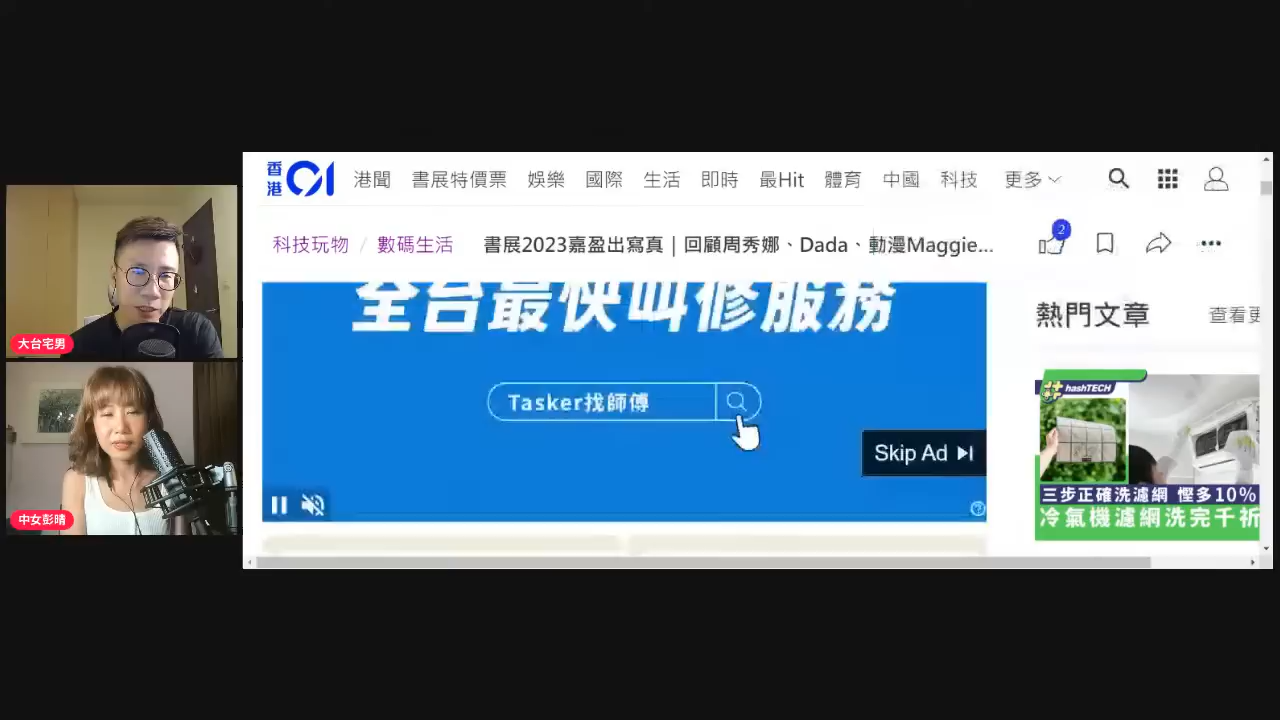 香港01
港聞 書展特價票 娛樂 國際 生活 即時 最Hit 體育 中國 科技 更多
科技玩物 / 數碼生活 書展2023嘉盈出寫真｜回顧周秀娜、Dada、動漫Maggie...
2
全台最快叫修服務
Tasker找師傅
Skip Ad
熱門文章
查看更
hashTECH
三步正確洗濾網 慳多10%
冷氣機濾網洗完千祈
大台宅男
中女彭晴